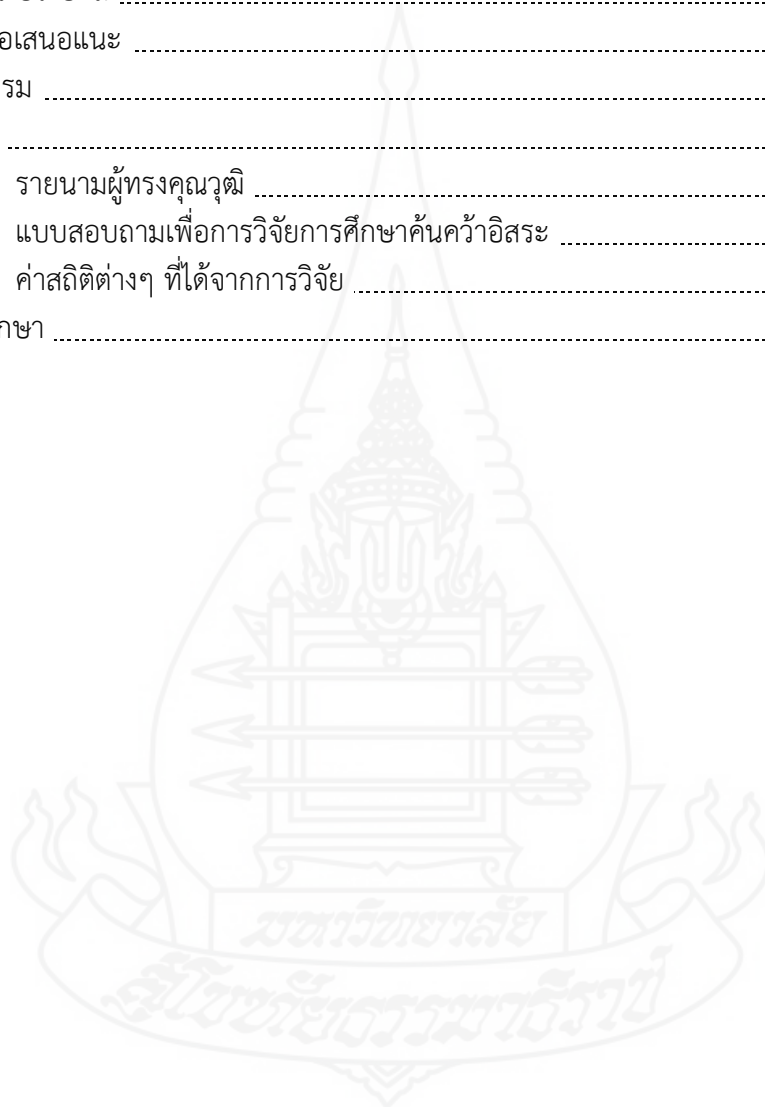 อเสนอแนะ
รม
รายนามผู้ทรงคุณวุฒิ
แบบสอบถามเพื่อการวิจัยการศึกษาค้นคว้าอิสระ
ค่าสถิติต่างๆ ที่ได้จากการวิจัย
กษา
มหาวิทยาลัย
สุโขทัยธรรมาธิราช